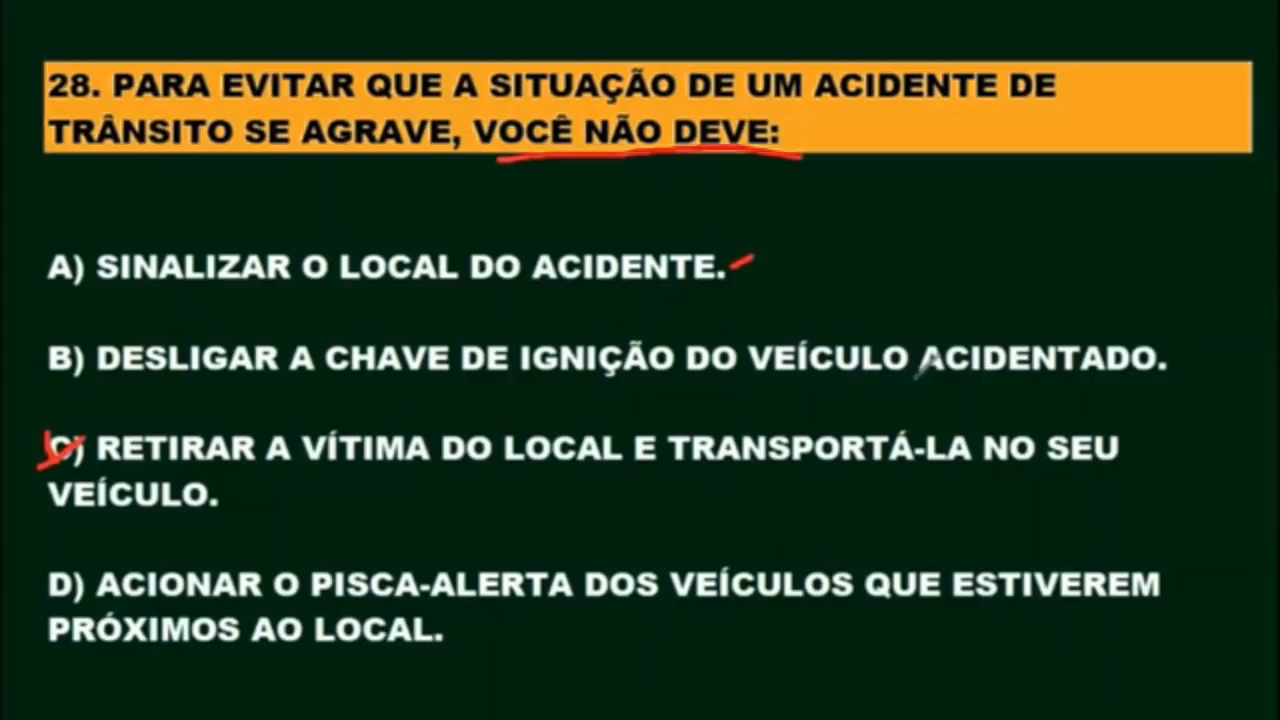 28. PARA EVITAR QUE A SITUAÇÃO DE UM ACIDENTE DE
TRÂNSITO SE AGRAVE, VOCÊ NÃO DEVE:
A) SINALIZAR O LOCAL DO ACIDENTE.
B) DESLIGAR A CHAVE DE IGNIÇÃO DO VEÍCULO ACIDENTADO.
C) RETIRAR A VÍTIMA DO LOCAL E TRANSPORTÁ-LA NO SEU
VEÍCULO.
D) ACIONAR O PISCA-ALERTA DOS VEÍCULOS QUE ESTIVEREM
PRÓXIMOS AO LOCAL.